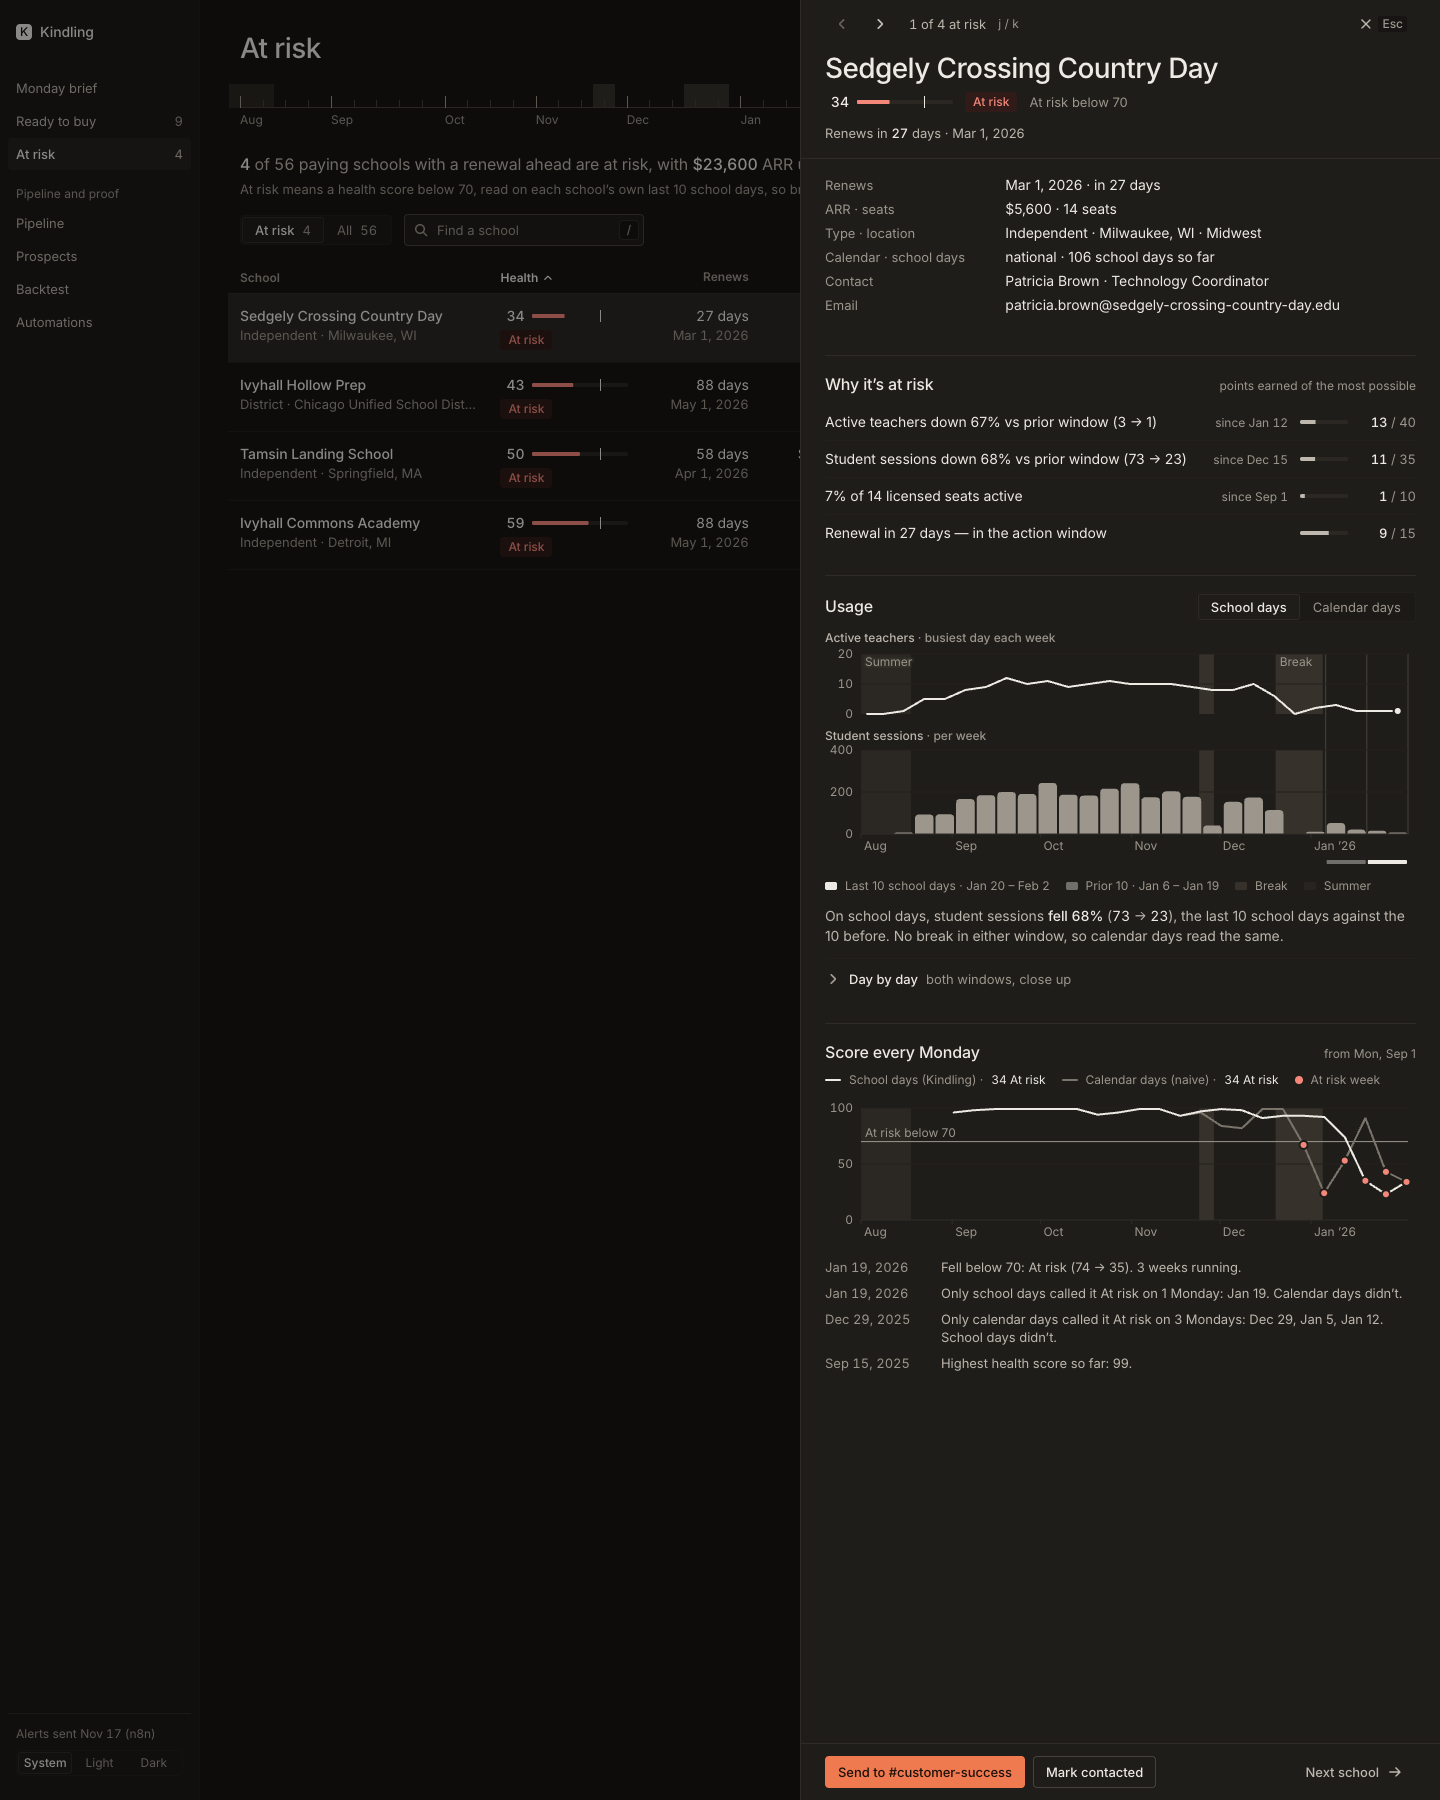 K Kindling
Monday brief
Ready to buy 9
At risk 4
Pipeline and proof
Pipeline
Prospects
Backtest
Automations
Alerts sent Nov 17 (n8n)
System Light Dark
At risk
Aug Sep Oct Nov Dec Jan
4 of 56 paying schools with a renewal ahead are at risk, with $23,600 ARR
At risk means a health score below 70, read on each school's own last 10 school days, so
At risk 4 All 56 Find a school /
School Health Renews
Sedgely Crossing Country Day 34 27 days
Independent · Milwaukee, WI At risk Mar 1, 2026
Ivyhall Hollow Prep 43 88 days
District · Chicago Unified School Dist... At risk May 1, 2026
Tamsin Landing School 50 58 days
Independent · Springfield, MA At risk Apr 1, 2026
Ivyhall Commons Academy 59 88 days
Independent · Detroit, MI At risk May 1, 2026
1 of 4 at risk j / k Esc
Sedgely Crossing Country Day
34 At risk At risk below 70
Renews in 27 days · Mar 1, 2026
Renews Mar 1, 2026 · in 27 days
ARR · seats $5,600 · 14 seats
Type · location Independent · Milwaukee, WI · Midwest
Calendar · school days national · 106 school days so far
Contact Patricia Brown · Technology Coordinator
Email patricia.brown@sedgely-crossing-country-day.edu
Why it's at risk points earned of the most possible
Active teachers down 67% vs prior window (3 → 1) since Jan 12 13 / 40
Student sessions down 68% vs prior window (73 → 23) since Dec 15 11 / 35
7% of 14 licensed seats active since Sep 1 1 / 10
Renewal in 27 days — in the action window 9 / 15
Usage School days Calendar days
Active teachers · busiest day each week
20
Summer Break
10
0
Student sessions · per week
400
200
0
Aug Sep Oct Nov Dec Jan '26
Last 10 school days · Jan 20 – Feb 2 Prior 10 · Jan 6 – Jan 19 Break Summer
On school days, student sessions fell 68% (73 → 23), the last 10 school days against the
10 before. No break in either window, so calendar days read the same.
Day by day both windows, close up
Score every Monday from Mon, Sep 1
School days (Kindling) · 34 At risk Calendar days (naive) · 34 At risk At risk week
100
At risk below 70
50
0
Aug Sep Oct Nov Dec Jan '26
Jan 19, 2026 Fell below 70: At risk (74 → 35). 3 weeks running.
Jan 19, 2026 Only school days called it At risk on 1 Monday: Jan 19. Calendar days didn't.
Dec 29, 2025 Only calendar days called it At risk on 3 Mondays: Dec 29, Jan 5, Jan 12.
School days didn't.
Sep 15, 2025 Highest health score so far: 99.
Send to #customer-success Mark contacted Next school →